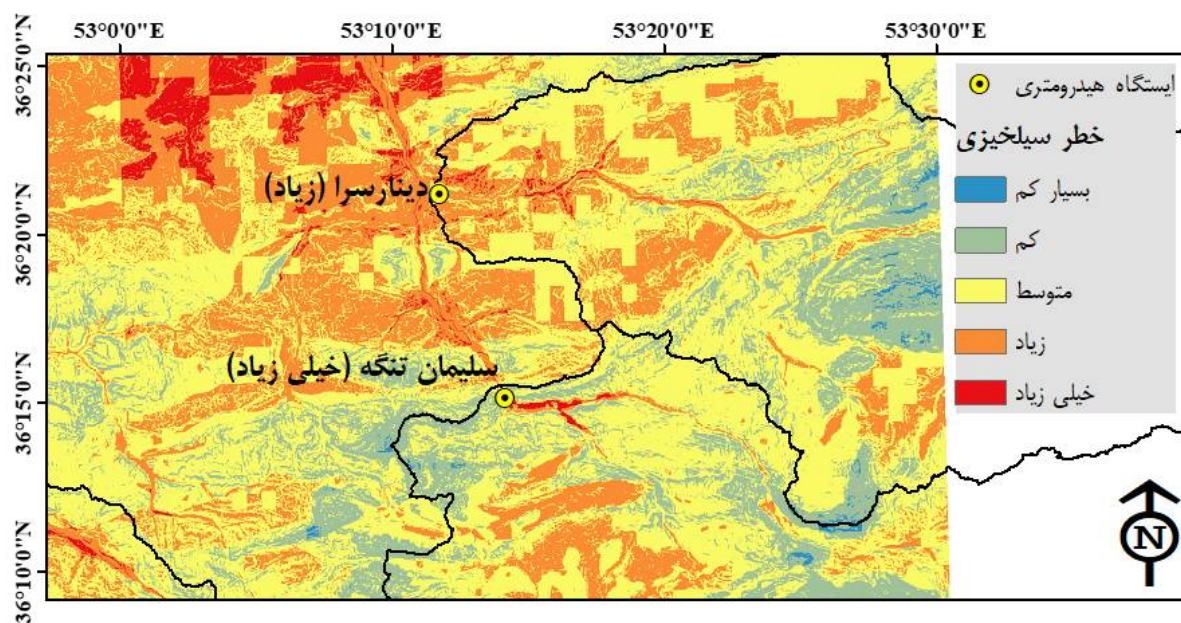 53°0'0"E 53°10'0"E 53°20'0"E 53°30'0"E
36°25'0"N
36°20'0"N
36°15'0"N
36°10'0"N
دینارسرا (زیاد)
سلیمان تنگه (خیلی زیاد)
ایستگاه هیدرومتری
خطر سیلخیزی
بسیار کم
کم
متوسط
زیاد
خیلی زیاد
N